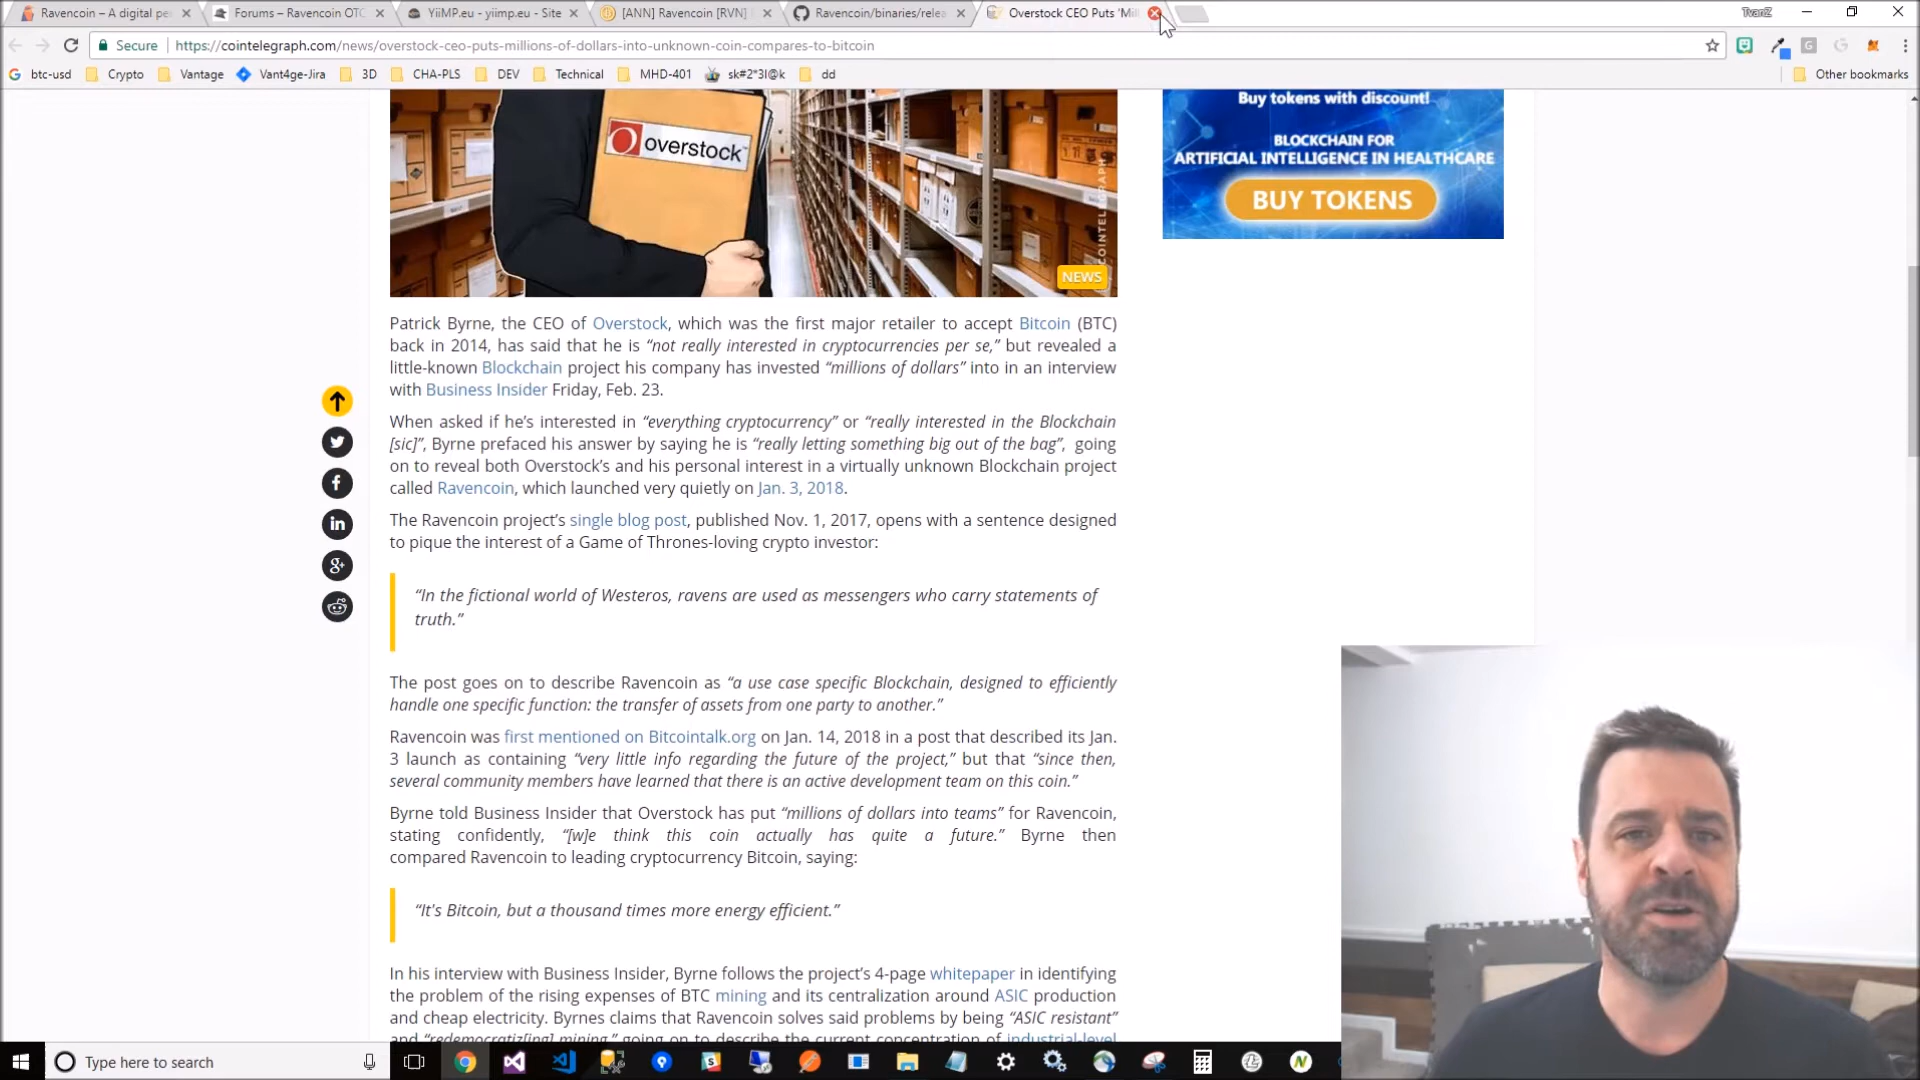 Ravencoin – A digital pe
Forums – Ravencoin OTC
YiiMP.eu - yiimp.eu - Site
[ANN] Ravencoin [RVN]
Ravencoin/binaries/relea
Overstock CEO Puts 'Mil
TvanZ
Secure
https://cointelegraph.com/news/overstock-ceo-puts-millions-of-dollars-into-unknown-coin-compares-to-bitcoin
btc-usd
Crypto
Vantage
Vant4ge-Jira
3D
CHA-PLS
DEV
Technical
MHD-401
sk#2*3l@k
dd
Other bookmarks
overstock
COINTELEGRAPH
NEWS
Buy tokens with discount!
BLOCKCHAIN FOR
ARTIFICIAL INTELLIGENCE IN HEALTHCARE
BUY TOKENS
Patrick Byrne, the CEO of Overstock, which was the first major retailer to accept Bitcoin (BTC)
back in 2014, has said that he is “not really interested in cryptocurrencies per se,” but revealed a
little-known Blockchain project his company has invested “millions of dollars” into in an interview
with Business Insider Friday, Feb. 23.
When asked if he’s interested in “everything cryptocurrency” or “really interested in the Blockchain
[sic]”, Byrne prefaced his answer by saying he is “really letting something big out of the bag”, going
on to reveal both Overstock’s and his personal interest in a virtually unknown Blockchain project
called Ravencoin, which launched very quietly on Jan. 3, 2018.
The Ravencoin project’s single blog post, published Nov. 1, 2017, opens with a sentence designed
to pique the interest of a Game of Thrones-loving crypto investor:
“In the fictional world of Westeros, ravens are used as messengers who carry statements of
truth.”
The post goes on to describe Ravencoin as “a use case specific Blockchain, designed to efficiently
handle one specific function: the transfer of assets from one party to another.”
Ravencoin was first mentioned on Bitcointalk.org on Jan. 14, 2018 in a post that described its Jan.
3 launch as containing “very little info regarding the future of the project,” but that “since then,
several community members have learned that there is an active development team on this coin.”
Byrne told Business Insider that Overstock has put “millions of dollars into teams” for Ravencoin,
stating confidently, “[w]e think this coin actually has quite a future.” Byrne then
compared Ravencoin to leading cryptocurrency Bitcoin, saying:
“It's Bitcoin, but a thousand times more energy efficient.”
In his interview with Business Insider, Byrne follows the project’s 4-page whitepaper in identifying
the problem of the rising expenses of BTC mining and its centralization around ASIC production
and cheap electricity. Byrnes claims that Ravencoin solves said problems by being “ASIC resistant”
and “redemocratiz[ing] mining,” going on to describe the current concentration of industrial-level
Type here to search